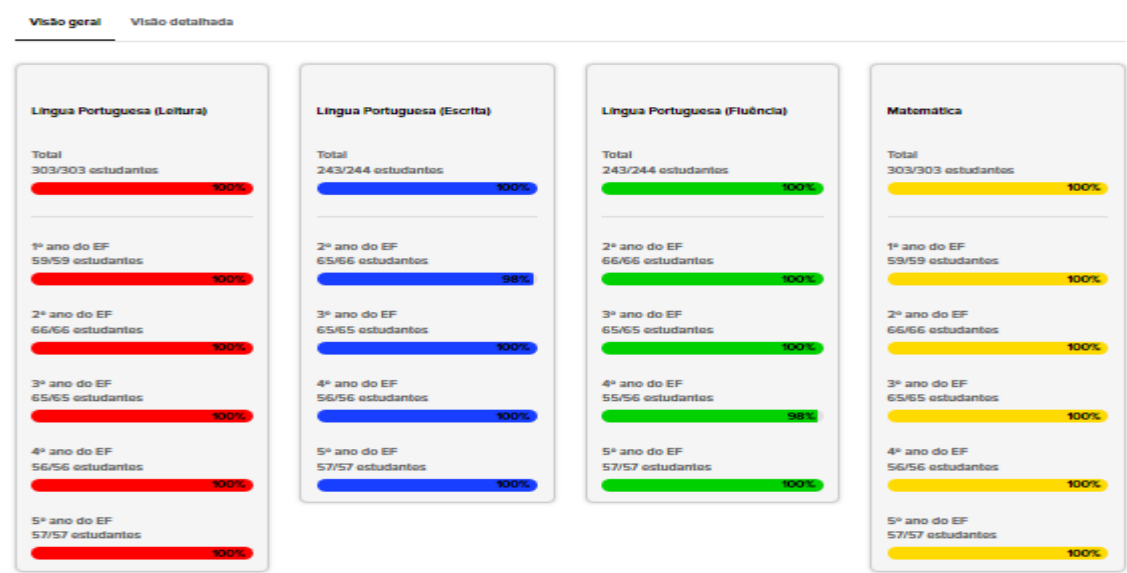 Visão geral Visão detalhada
Língua Portuguesa (Leitura)
Total
303/303 estudantes
100%
1º ano do EF
59/59 estudantes
100%
2º ano do EF
66/66 estudantes
100%
3º ano do EF
65/65 estudantes
100%
4º ano do EF
56/56 estudantes
100%
5º ano do EF
57/57 estudantes
100%
Língua Portuguesa (Escrita)
Total
243/244 estudantes
100%
2º ano do EF
65/66 estudantes
98%
3º ano do EF
65/65 estudantes
100%
4º ano do EF
56/56 estudantes
100%
5º ano do EF
57/57 estudantes
100%
Língua Portuguesa (Fluência)
Total
243/244 estudantes
100%
2º ano do EF
66/66 estudantes
100%
3º ano do EF
65/65 estudantes
100%
4º ano do EF
55/56 estudantes
98%
5º ano do EF
57/57 estudantes
100%
Matemática
Total
303/303 estudantes
100%
1º ano do EF
59/59 estudantes
100%
2º ano do EF
66/66 estudantes
100%
3º ano do EF
65/65 estudantes
100%
4º ano do EF
56/56 estudantes
100%
5º ano do EF
57/57 estudantes
100%